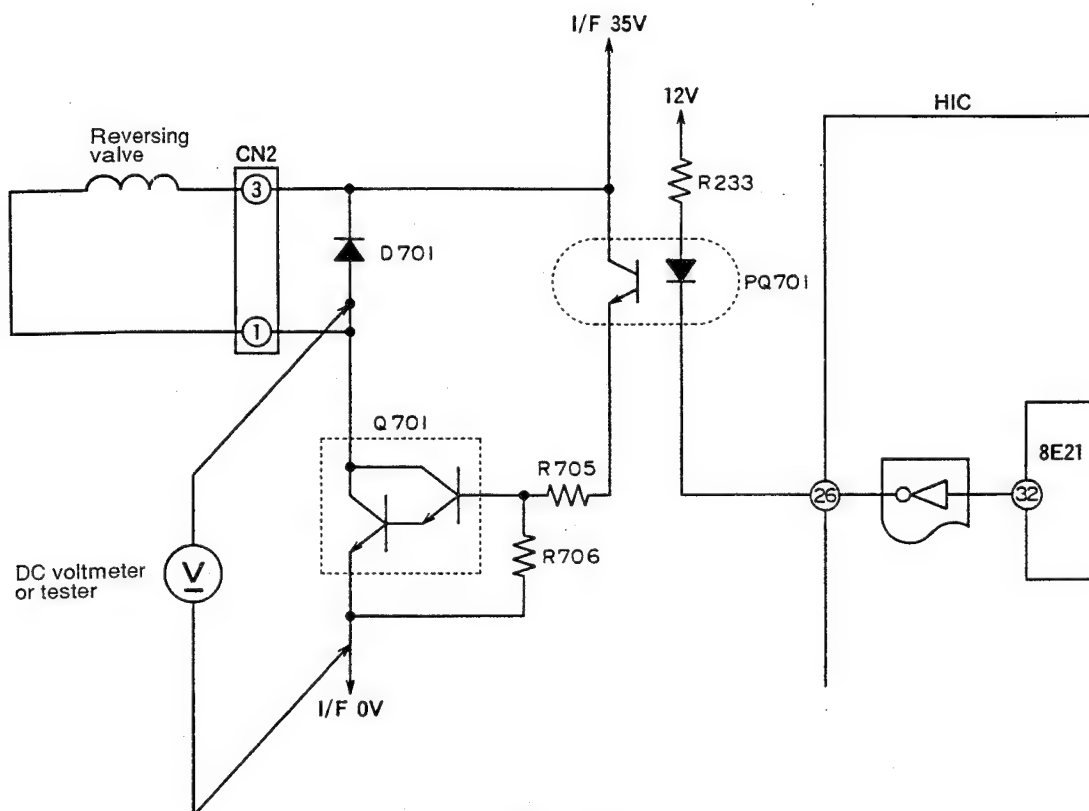 I/F 35V
12V
HIC
Reversing
valve
CN2
3
R233
D701
PQ701
1
Q701
R705
8E21
26
32
R706
DC voltmeter
or tester
V
I/F 0V